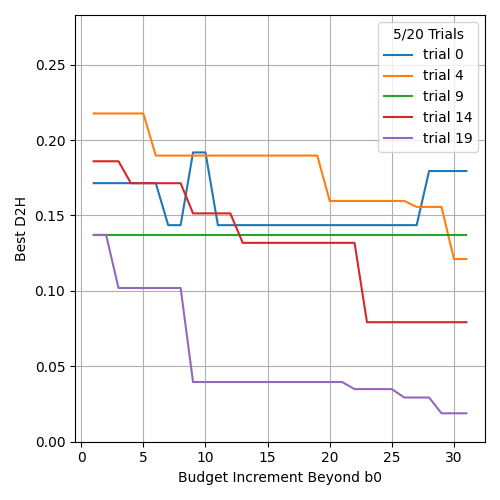 5/20 Trials
trial 0
trial 4
trial 9
trial 14
trial 19
Best D2H
0.25
0.20
0.15
0.10
0.05
0.00
0 5 10 15 20 25 30
Budget Increment Beyond b0